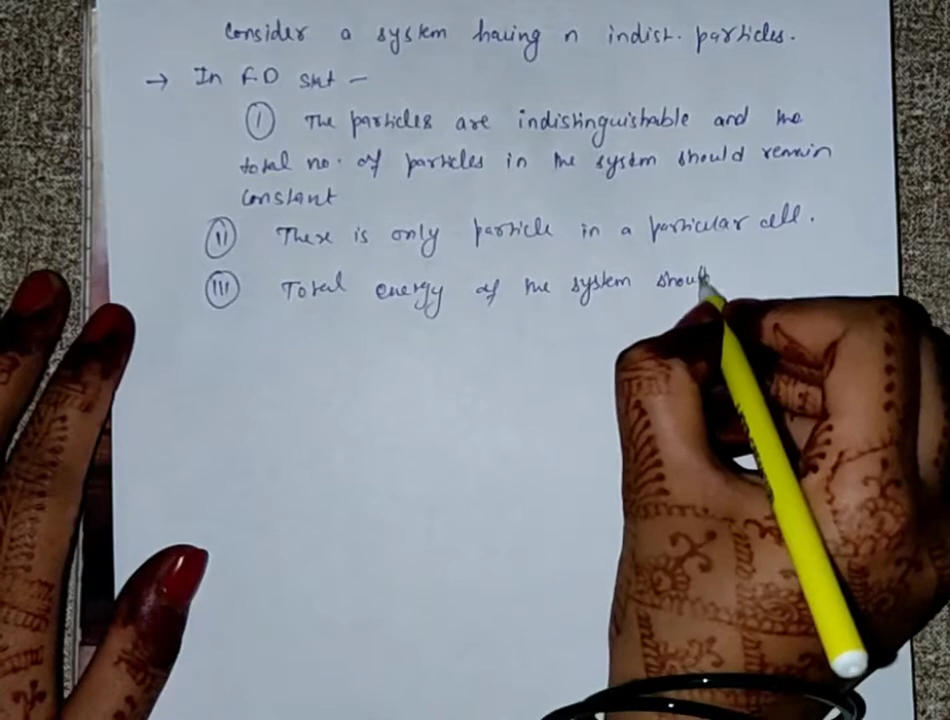 Consider a system having n indist. particles.
→ In F.D stat –
(I) The particles are indistinguishable and the
total no. of particles in the system should remain
constant
(II) There is only particle in a particular cell.
(III) Total energy of the system shoul